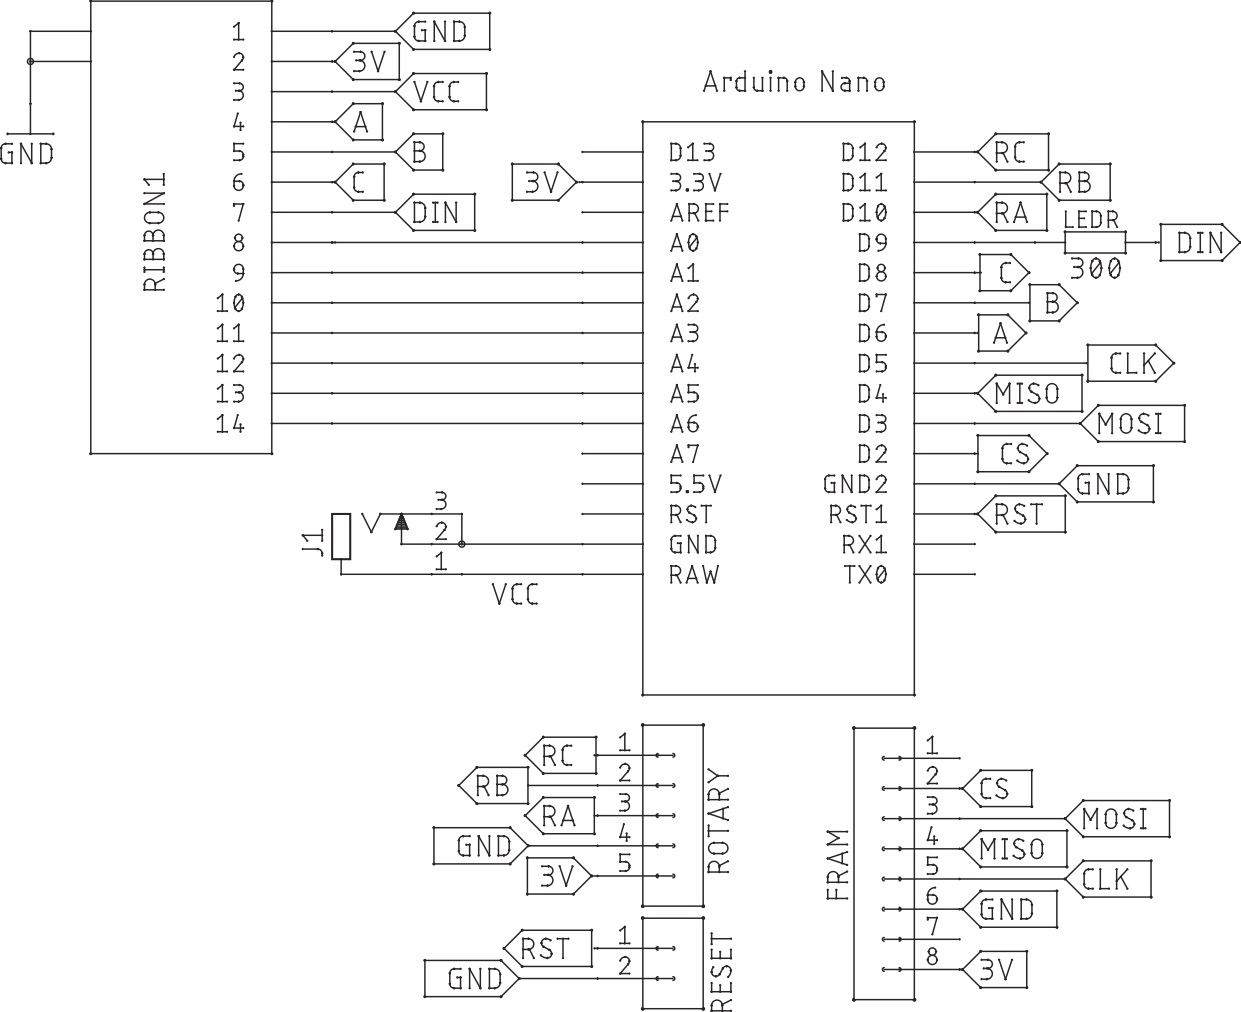 1 GND
2 3V
3 VCC
4 A
5 B
6 C
7 DIN
8
9
10
11
12
13
14
GND
RIBBON1
Arduino Nano
D13 D12 RC
3V 3.3V D11 RB
AREF D10 RA
LEDR
A0 D9 DIN
300
A1 D8 C
A2 D7 B
A3 D6 A
A4 D5 CLK
A5 D4 MISO
A6 D3 MOSI
A7 D2 CS
5.5V GND2 GND
RST RST1 RST
GND RX1
RAW TX0
J1
3
2
1
VCC
RC 1
RB 2
RA 3
GND 4
3V 5
ROTARY
RST 1
GND 2
RESET
FRAM
1
2 CS
3 MOSI
4 MISO
5 CLK
6 GND
7
8 3V